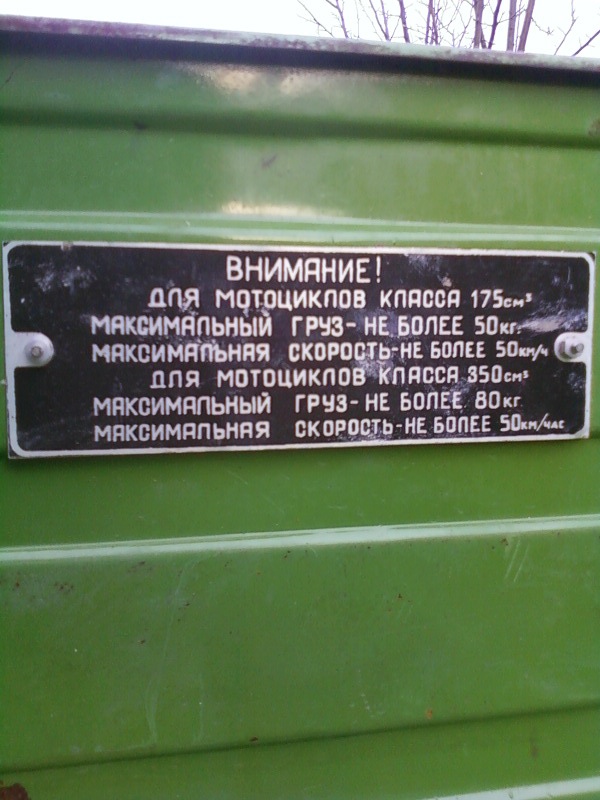 ВНИМАНИЕ!
ДЛЯ МОТОЦИКЛОВ КЛАССА 175см³
МАКСИМАЛЬНЫЙ ГРУЗ-НЕ БОЛЕЕ 50кг.
МАКСИМАЛЬНАЯ СКОРОСТЬ-НЕ БОЛЕЕ 50км/ч
ДЛЯ МОТОЦИКЛОВ КЛАССА 350см³
МАКСИМАЛЬНЫЙ ГРУЗ-НЕ БОЛЕЕ 80кг.
МАКСИМАЛЬНАЯ СКОРОСТЬ-НЕ БОЛЕЕ 50км/час